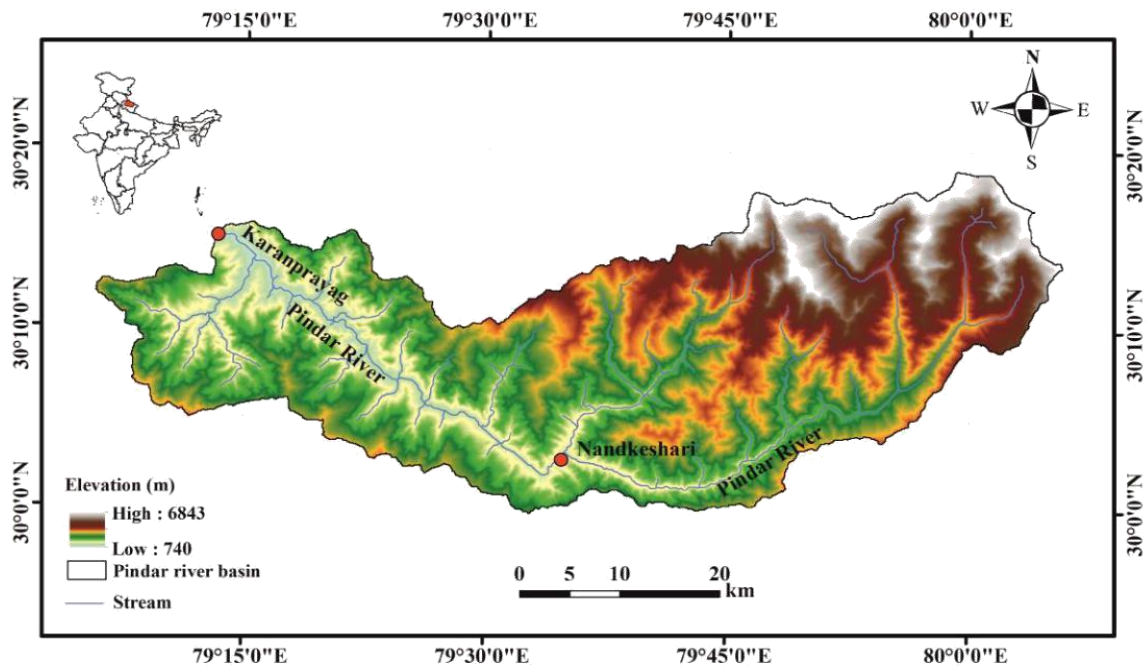 79°15'0"E 79°30'0"E 79°45'0"E 80°0'0"E
N
W E
S
30°20'0"N 30°20'0"N
Karanprayag
30°10'0"N 30°10'0"N
Pindar River
Nandkeshari
Pindar River
30°0'0"N 30°0'0"N
Elevation (m)
High : 6843
Low : 740
Pindar river basin
Stream
0 5 10 20
km
79°15'0"E 79°30'0"E 79°45'0"E 80°0'0"E